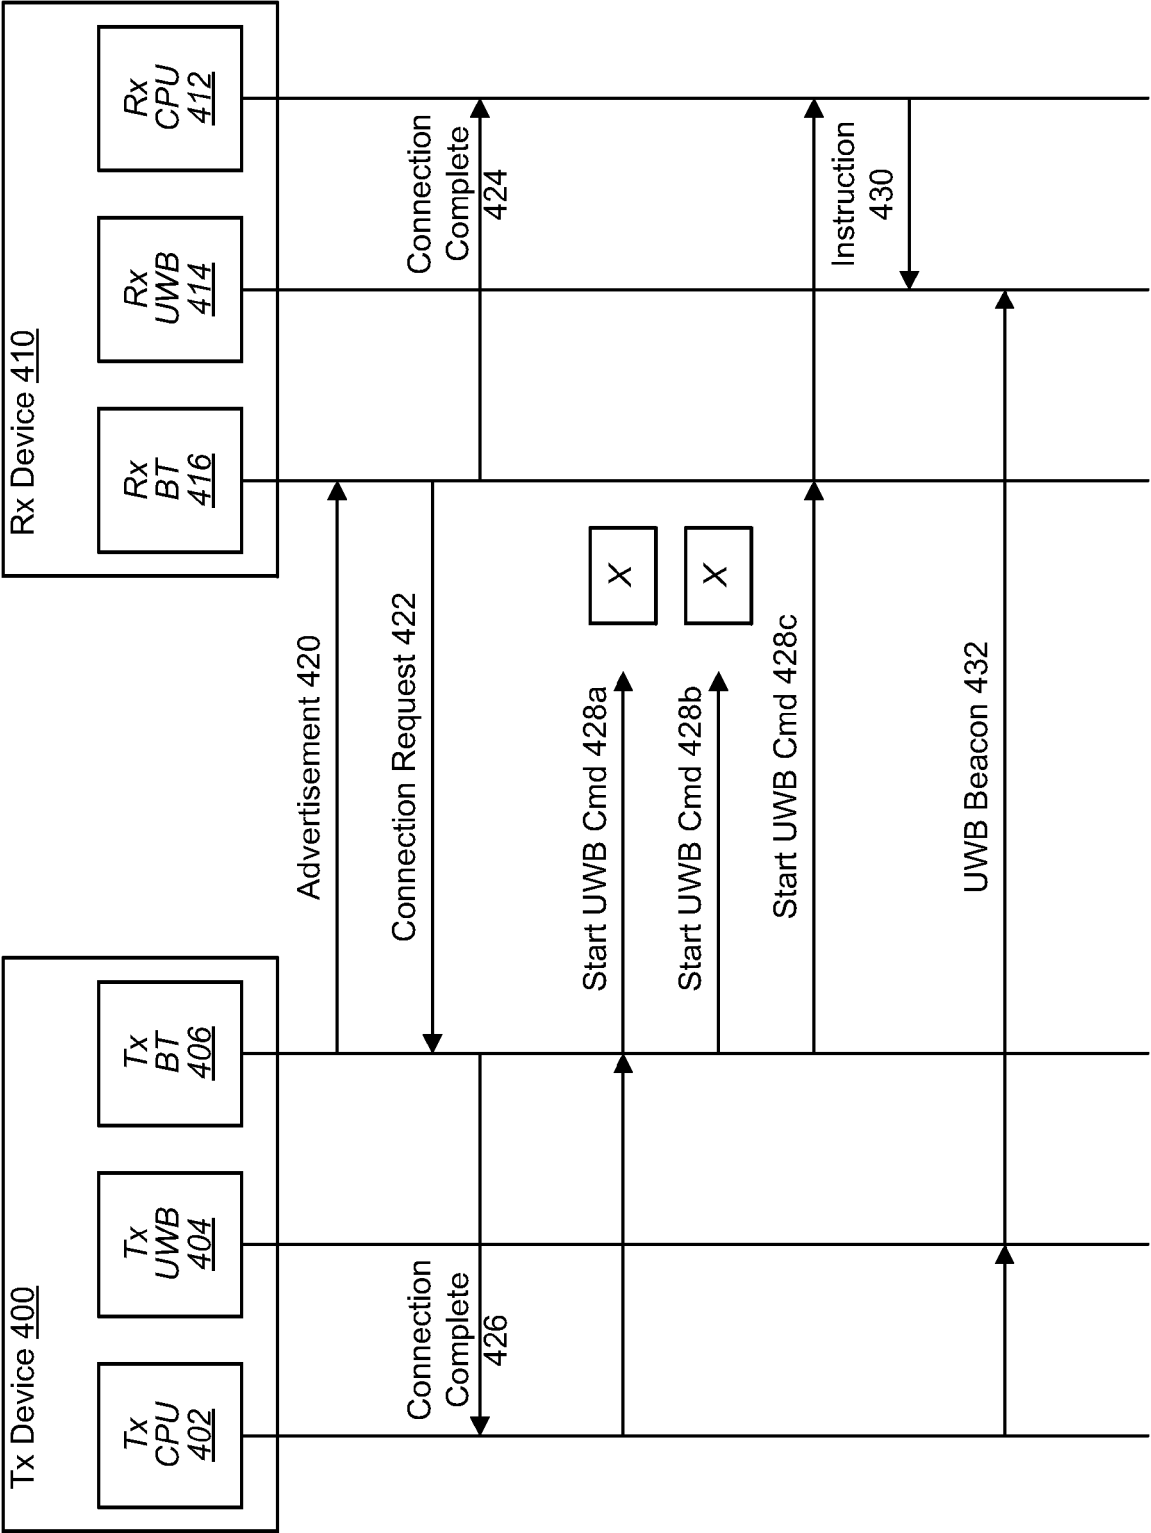 Tx Device 400
Tx
CPU
402
Tx
UWB
404
Tx
BT
406
Rx Device 410
Rx
BT
416
Rx
UWB
414
Rx
CPU
412
Advertisement 420
Connection Request 422
Connection
Complete
426
Connection
Complete
424
Start UWB Cmd 428a
X
Start UWB Cmd 428b
X
Start UWB Cmd 428c
Instruction
430
UWB Beacon 432